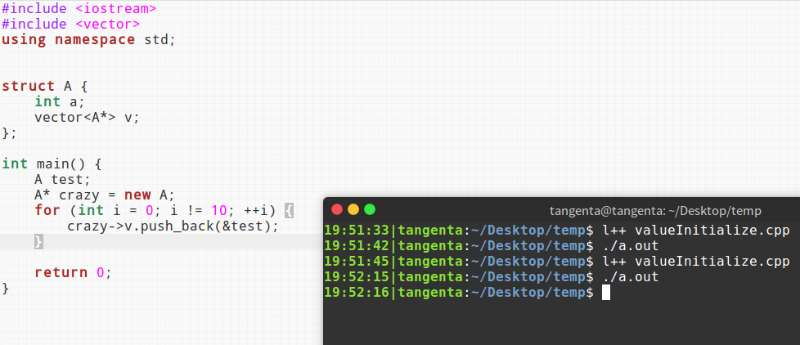 #include <iostream>
#include <vector>
using namespace std;
struct A {
    int a;
    vector<A*> v;
};
int main() {
    A test;
    A* crazy = new A;
    for (int i = 0; i != 10; ++i) {
        crazy->v.push_back(&test);
    }
    return 0;
}
tangenta@tangenta: ~/Desktop/temp
19:51:33|tangenta:~/Desktop/temp$ l++ valueInitialize.cpp
19:51:42|tangenta:~/Desktop/temp$ ./a.out
19:51:45|tangenta:~/Desktop/temp$ l++ valueInitialize.cpp
19:52:15|tangenta:~/Desktop/temp$ ./a.out
19:52:16|tangenta:~/Desktop/temp$